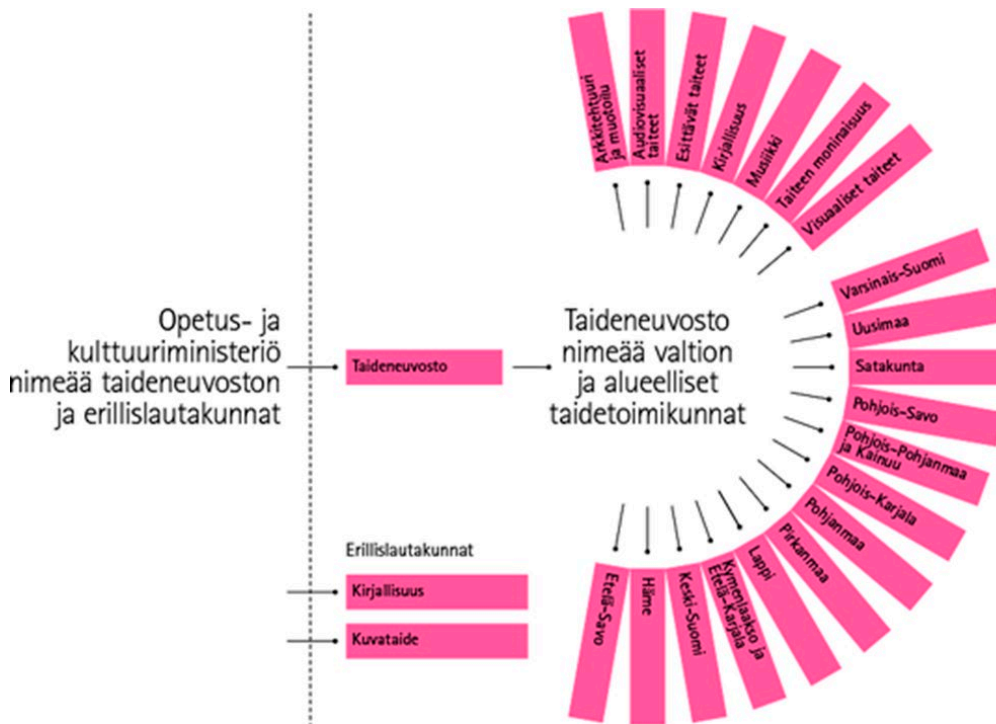 Opetus- ja
kulttuuriministeriö
nimeää taideneuvoston
ja erillislautakunnat
Taideneuvosto
Erillislautakunnat
Kirjallisuus
Kuvataide
Taideneuvosto
nimeää valtion
ja alueelliset
taidetoimikunnat
Arkkitehtuuri
ja muotoilu
Audiovisuaaliset
taiteet
Esittävät taiteet
Kirjallisuus
Musiikki
Taiteen moninaisuus
Visuaaliset taiteet
Varsinais-Suomi
Uusimaa
Satakunta
Pohjois-Savo
Pohjois-Pohjanmaa
ja Kainuu
Pohjois-Karjala
Pohjanmaa
Pirkanmaa
Lappi
Kymenlaakso ja
Etelä-Karjala
Keski-Suomi
Häme
Etelä-Savo